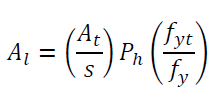 A_l = (A_t / s) P_h (f_yt / f_y)